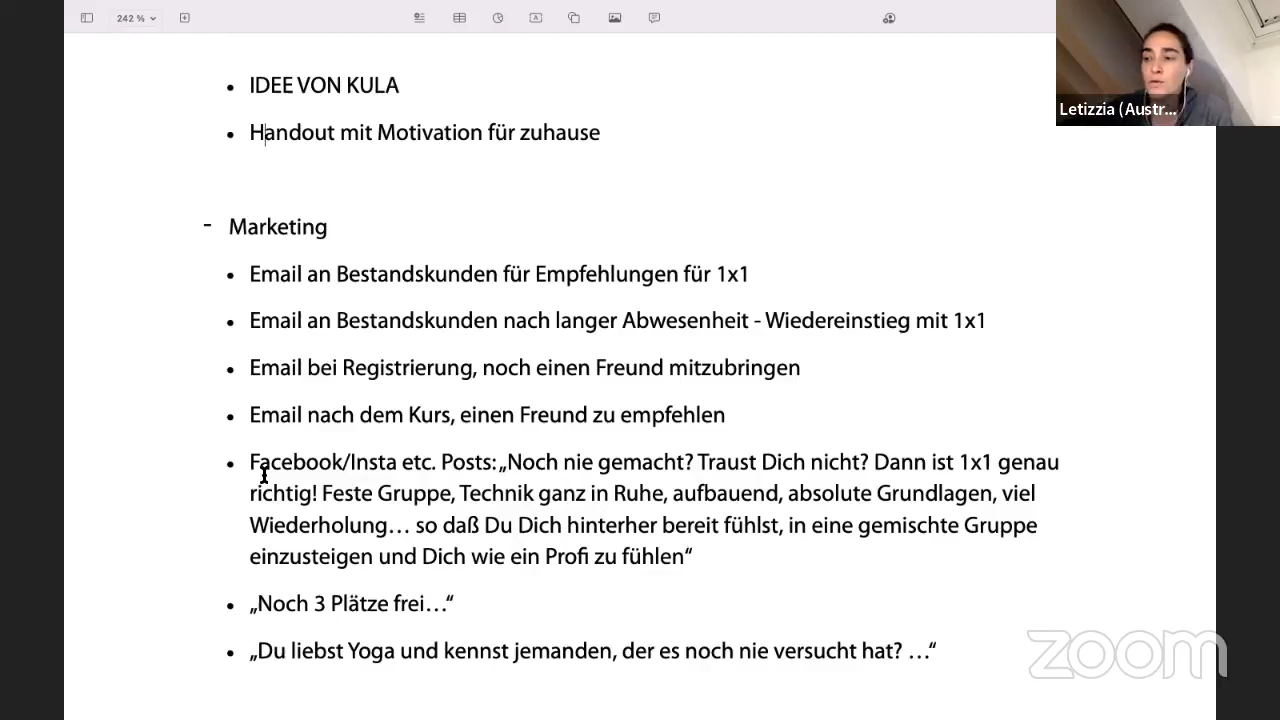 242 %
Letizzia (Austr...
• IDEE VON KULA
• Handout mit Motivation für zuhause
- Marketing
• Email an Bestandskunden für Empfehlungen für 1x1
• Email an Bestandskunden nach langer Abwesenheit - Wiedereinstieg mit 1x1
• Email bei Registrierung, noch einen Freund mitzubringen
• Email nach dem Kurs, einen Freund zu empfehlen
• Facebook/Insta etc. Posts: „Noch nie gemacht? Traust Dich nicht? Dann ist 1x1 genau
richtig! Feste Gruppe, Technik ganz in Ruhe, aufbauend, absolute Grundlagen, viel
Wiederholung… so daß Du Dich hinterher bereit fühlst, in eine gemischte Gruppe
einzusteigen und Dich wie ein Profi zu fühlen“
• „Noch 3 Plätze frei…“
• „Du liebst Yoga und kennst jemanden, der es noch nie versucht hat? …“
zoom